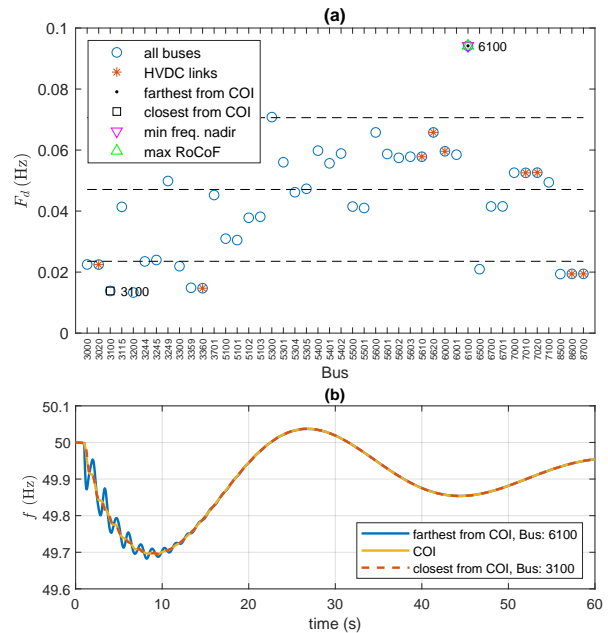 (a)
0.1
0.08
0.06
0.04
0.02
0
F_d (Hz)
all buses
HVDC links
farthest from COI
closest from COI
min freq. nadir
max RoCoF
6100
3100
3000 3020 3100 3115 3200 3244 3245 3249 3300 3359 3360 3701 5100 5101 5102 5103 5300 5301 5304 5305 5400 5401 5402 5500 5501 5600 5601 5602 5603 5610 5620 6000 6001 6100 6500 6700 6701 7000 7010 7020 7100 8500 8600 8700
Bus
(b)
50.1
50
49.9
49.8
49.7
49.6
f (Hz)
farthest from COI, Bus: 6100
COI
closest from COI, Bus: 3100
0 10 20 30 40 50 60
time (s)